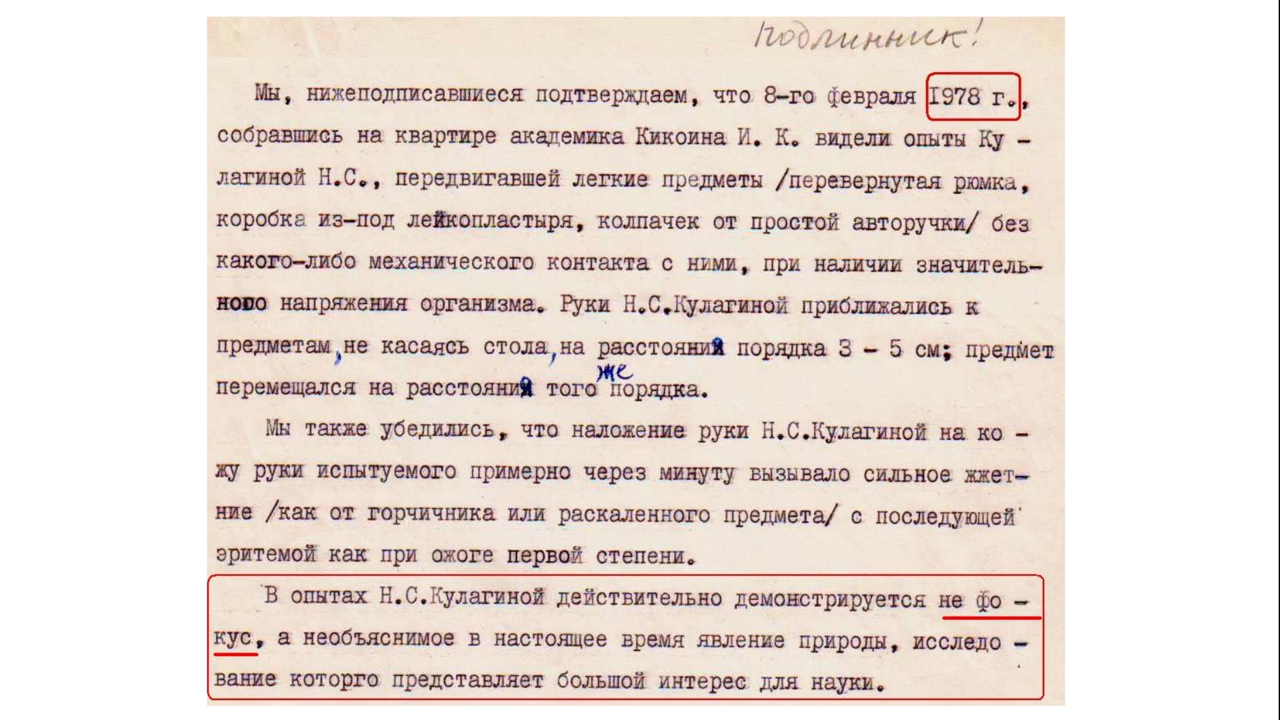 Подлинник!
Мы, нижеподписавшиеся подтверждаем, что 8-го февраля 1978 г.,
собравшись на квартире академика Кикоина И. К. видели опыты Ку -
лагиной Н.С., передвигавшей легкие предметы /перевернутая рюмка,
коробка из-под лейкопластыря, колпачек от простой авторучки/ без
какого-либо механического контакта с ними, при наличии значитель-
ного напряжения организма. Руки Н.С.Кулагиной приближались к
предметам, не касаясь стола, на расстояний порядка 3 - 5 см; предмет
перемещался на расстояний того же порядка.
Мы также убедились, что наложение руки Н.С.Кулагиной на ко -
жу руки испытуемого примерно через минуту вызывало сильное жжет-
ние /как от горчичника или раскаленного предмета/ с последующей
эритемой как при ожоге первой степени.
В опытах Н.С.Кулагиной действительно демонстрируется не фо -
кус, а необъяснимое в настоящее время явление природы, исследо -
вание которго представляет большой интерес для науки.